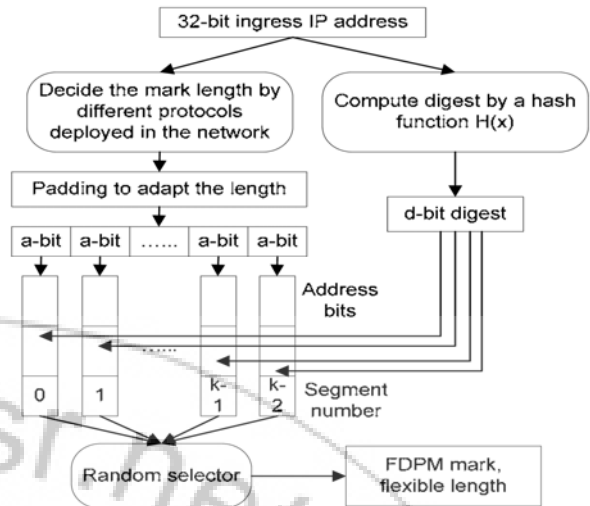 32-bit ingress IP address
Decide the mark length by
different protocols
deployed in the network
Compute digest by a hash
function H(x)
Padding to adapt the length
d-bit digest
a-bit a-bit ...... a-bit a-bit
Address
bits
......
0 1 k-1 k-2
Segment
number
Random selector
FDPM mark,
flexible length